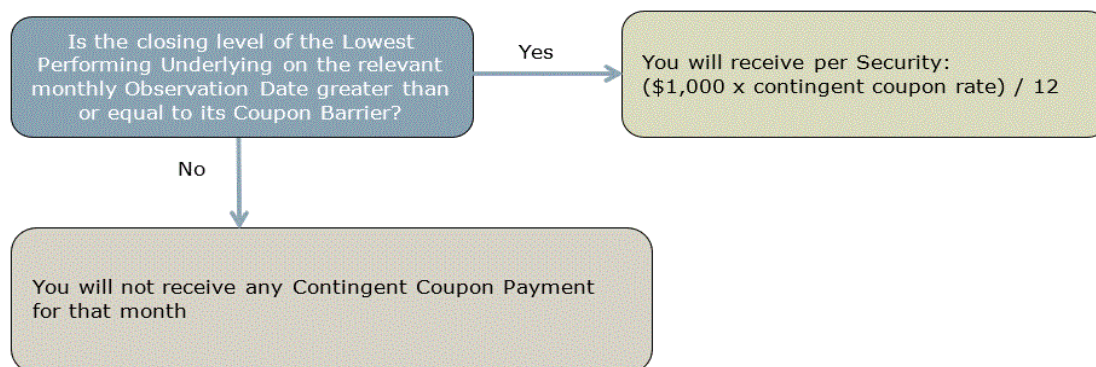 Is the closing level of the Lowest
Performing Underlying on the relevant
monthly Observation Date greater than
or equal to its Coupon Barrier?
Yes
You will receive per Security:
($1,000 x contingent coupon rate) / 12
No
You will not receive any Contingent Coupon Payment
for that month